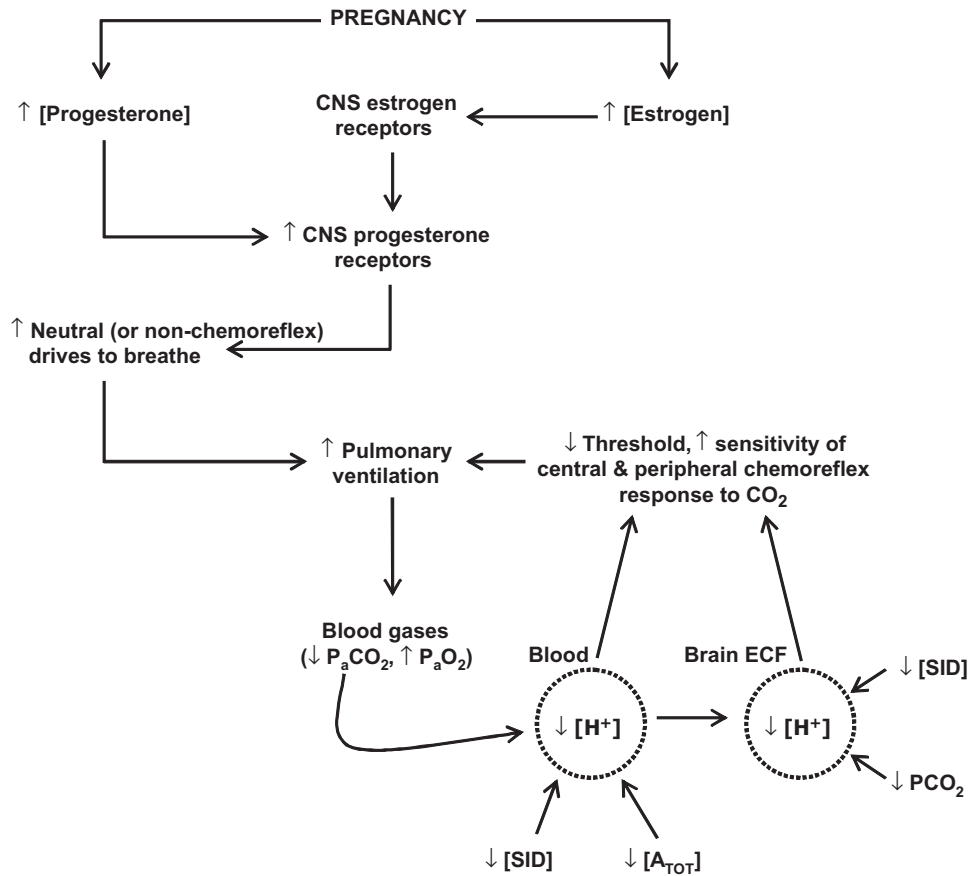 PREGNANCY
↑ [Progesterone]
CNS estrogen
receptors
↑ [Estrogen]
↑ CNS progesterone
receptors
↑ Neutral (or non-chemoreflex)
drives to breathe
↑ Pulmonary
ventilation
↓ Threshold, ↑ sensitivity of
central & peripheral chemoreflex
response to CO₂
Blood gases
(↓ PₐCO₂, ↑ PₐO₂)
Blood
Brain ECF
↓ [H⁺]
↓ [H⁺]
↓ [SID]
↓ PCO₂
↓ [SID]
↓ [A_TOT]